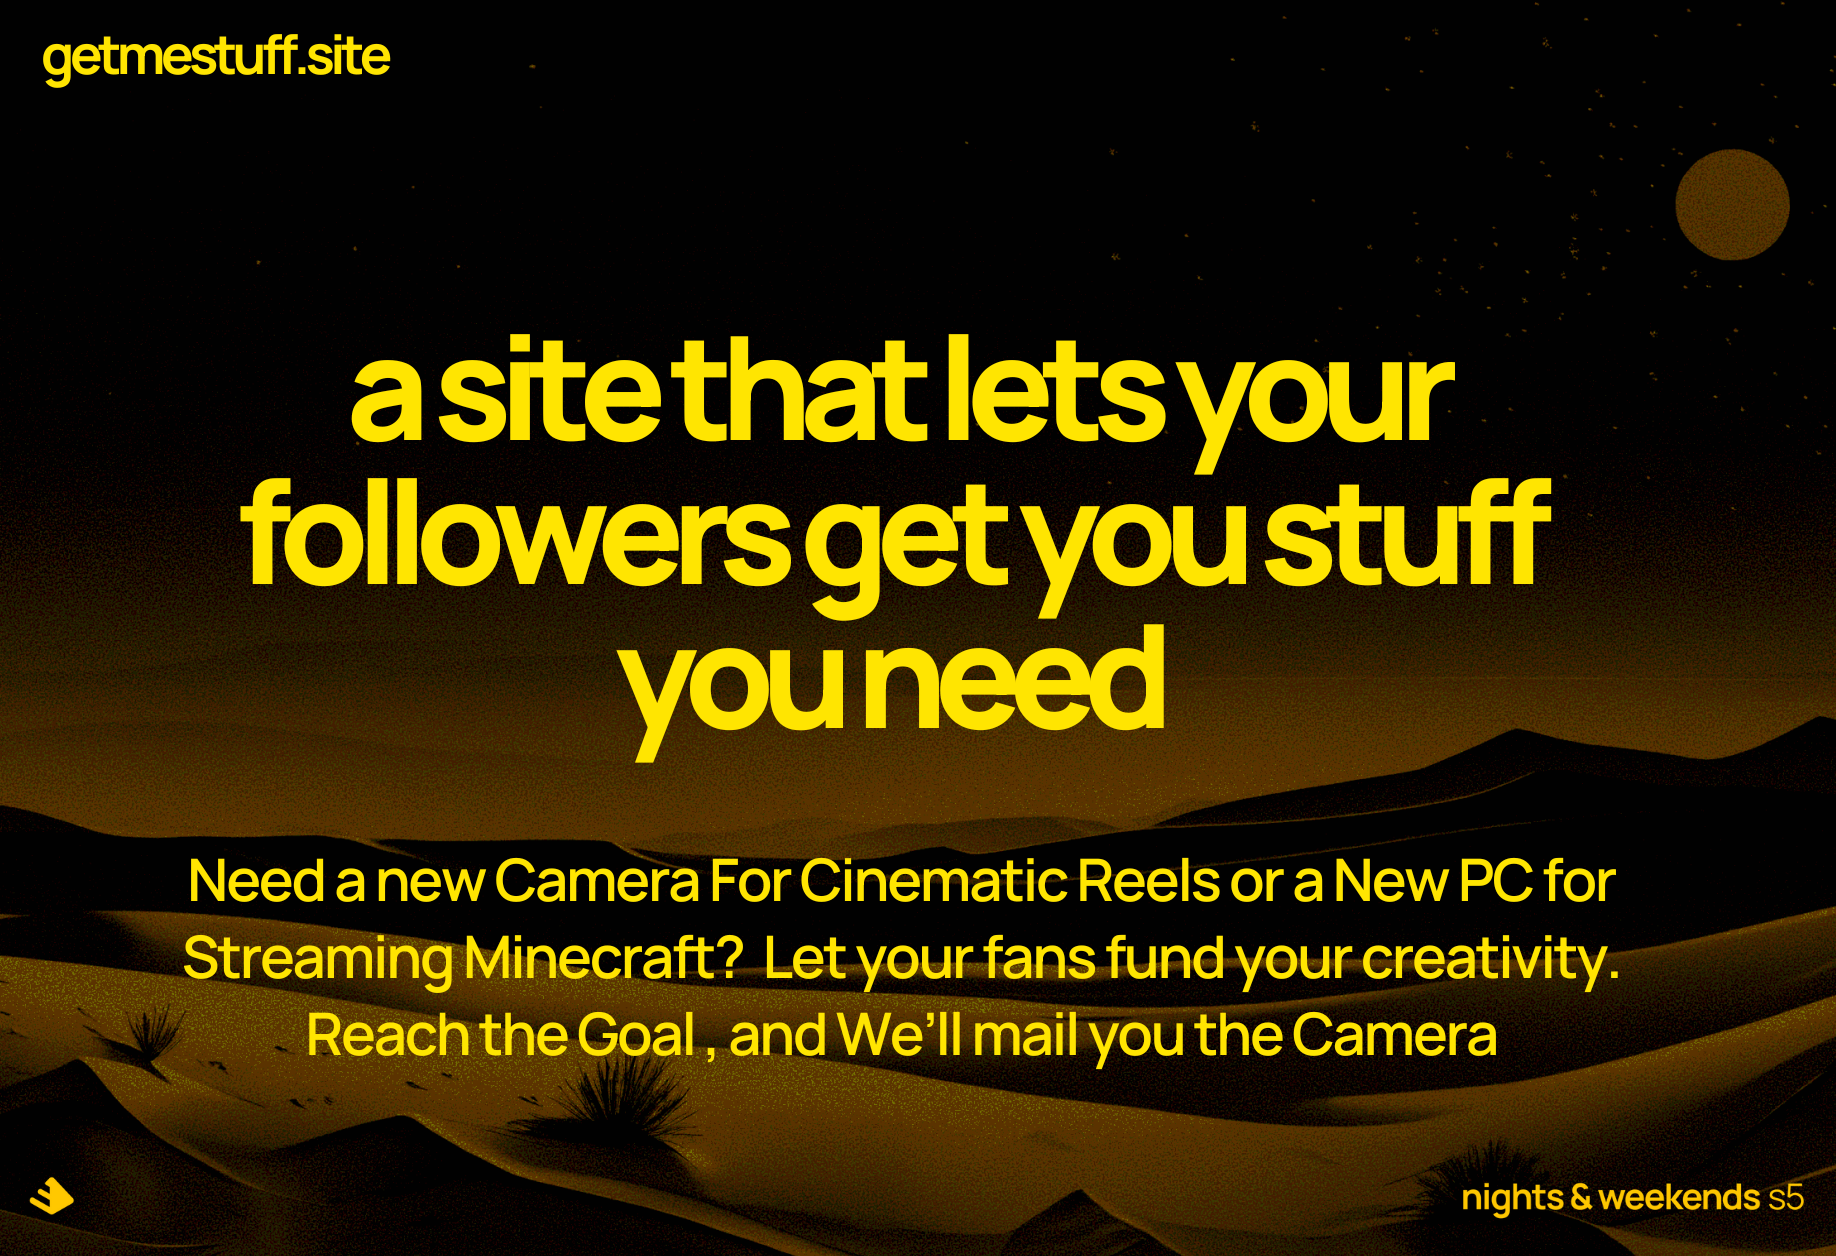 getmestuff.site
a site that lets your
followers get you stuff
you need
Need a new Camera For Cinematic Reels or a New PC for
Streaming Minecraft? Let your fans fund your creativity.
Reach the Goal , and We’ll mail you the Camera
nights & weekends s5